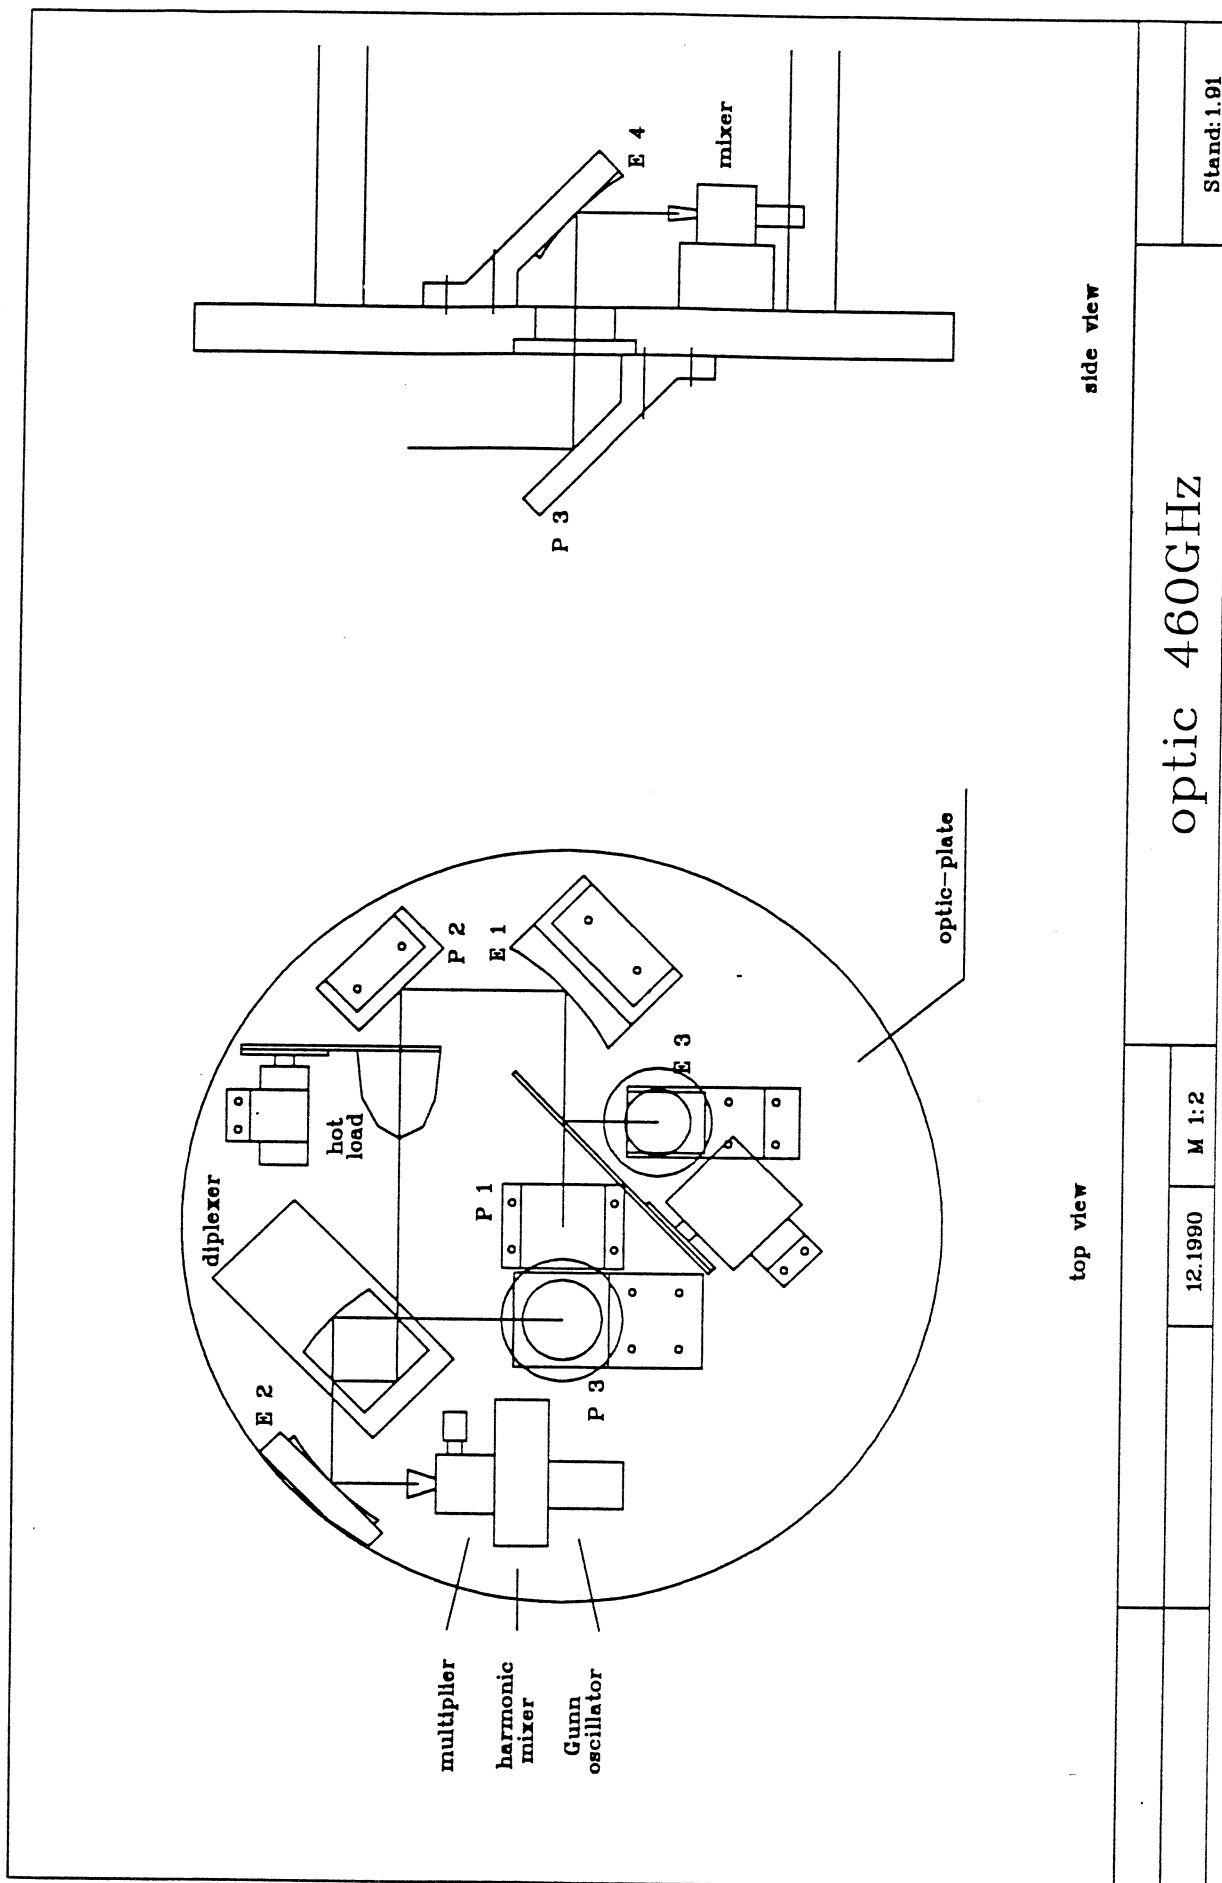 multiplier
harmonic
mixer
Gunn
oscillator
E 2
diplexer
hot
load
P 3
P 1
E 3
P 2
E 1
optic-plate
top view
P 3
E 4
mixer
side view
12.1990
M 1:2
optic 460GHz
Stand:1.91